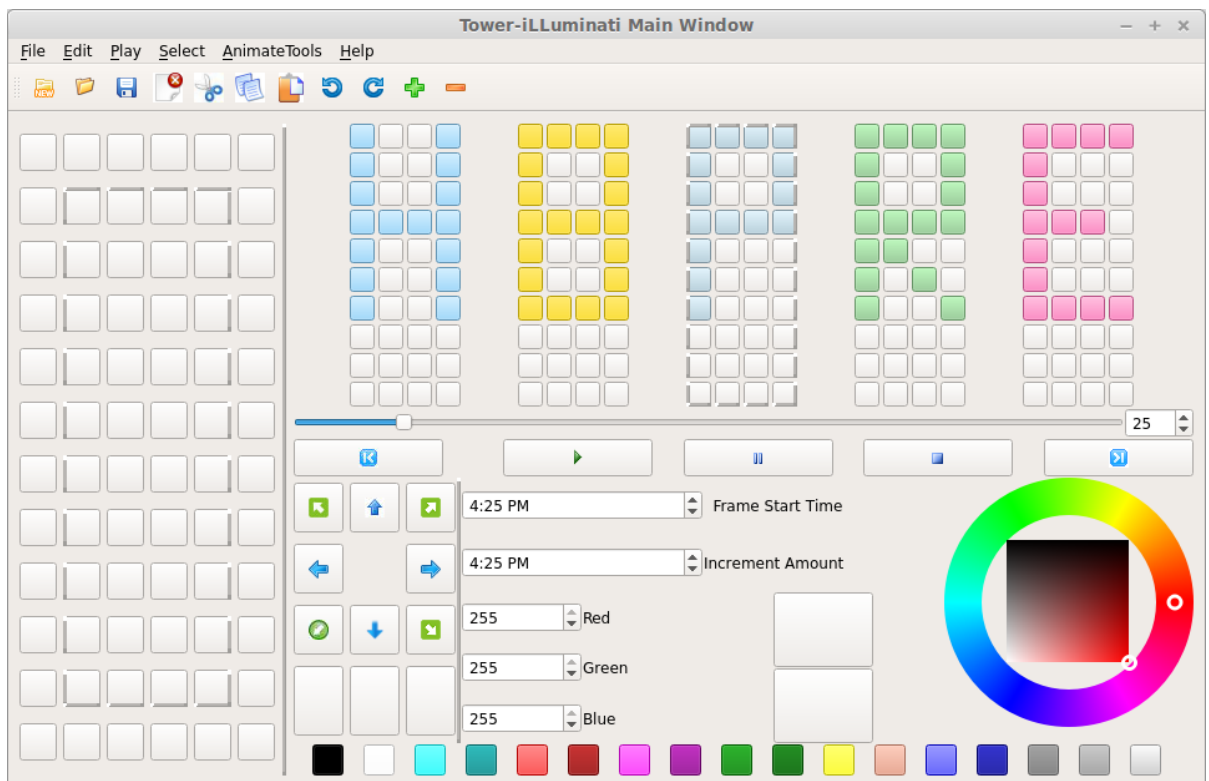 Tower-iLLuminati Main Window
File Edit Play Select AnimateTools Help
NEW
25
4:25 PM Frame Start Time
4:25 PM Increment Amount
255 Red
255 Green
255 Blue